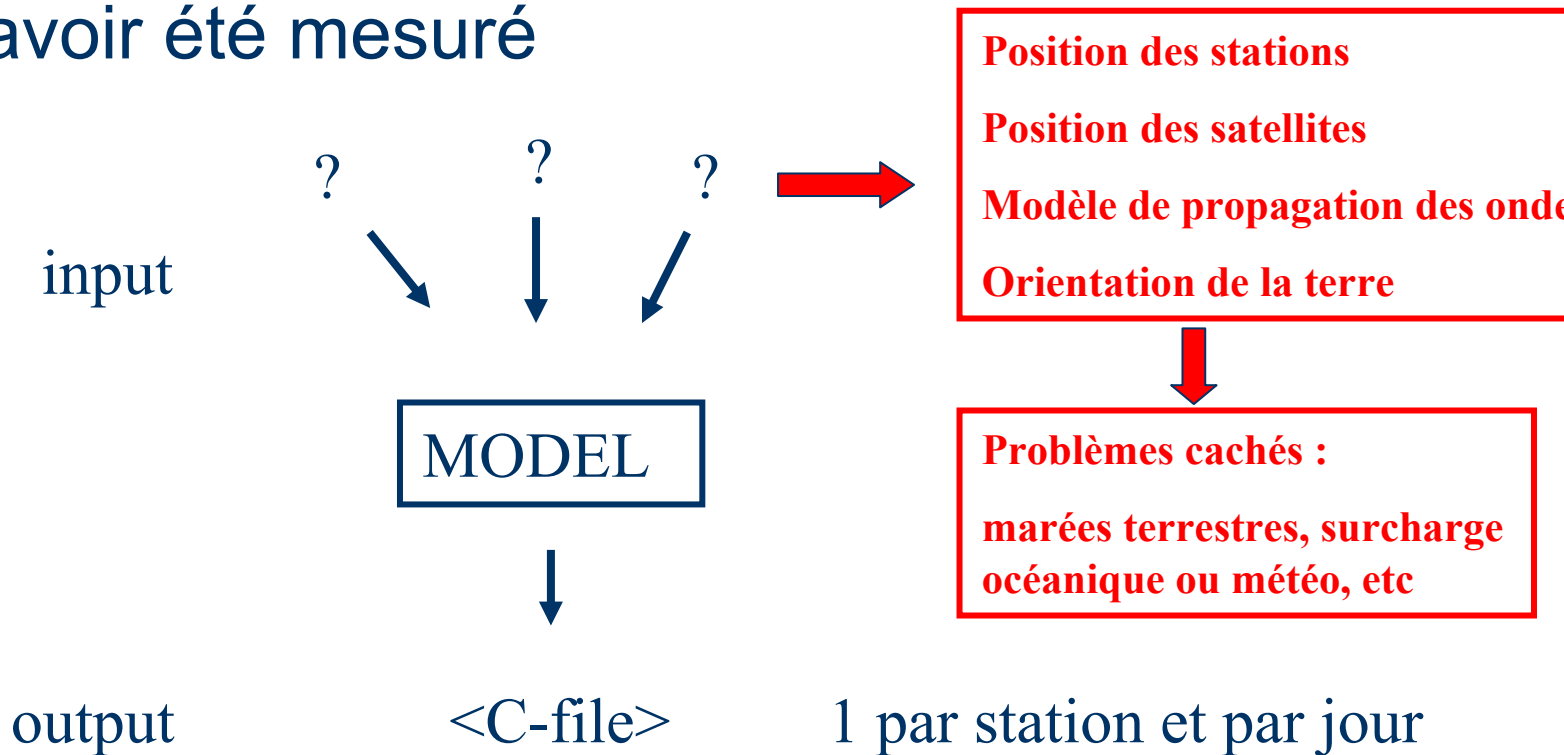 avoir été mesuré
? ? ?
input
MODEL
output <C-file> 1 par station et par jour
Position des stations
Position des satellites
Modèle de propagation des onde
Orientation de la terre
Problèmes cachés :
marées terrestres, surcharge
océanique ou météo, etc